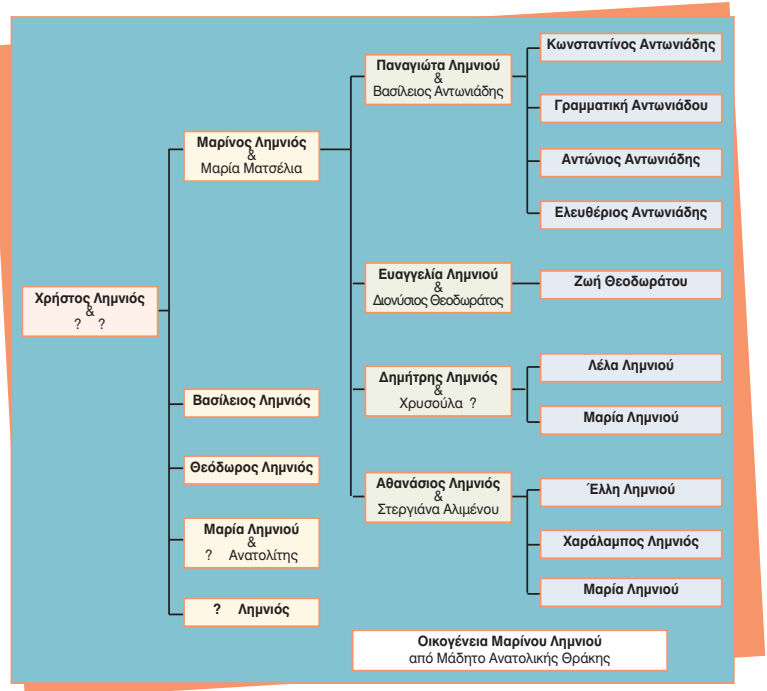 Χρήστος Λημνιός
&
? ?
Μαρίνος Λημνιός
&
Μαρία Ματσέλια
Βασίλειος Λημνιός
Θεόδωρος Λημνιός
Μαρία Λημνιού
&
? Ανατολίτης
? Λημνιός
Παναγιώτα Λημνιού
&
Βασίλειος Αντωνιάδης
Ευαγγελία Λημνιού
&
Διονύσιος Θεοδωράτος
Δημήτρης Λημνιός
&
Χρυσούλα ?
Αθανάσιος Λημνιός
&
Στεργιάνα Αλιμένου
Κωνσταντίνος Αντωνιάδης
Γραμματική Αντωνιάδου
Αντώνιος Αντωνιάδης
Ελευθέριος Αντωνιάδης
Ζωή Θεοδωράτου
Λέλα Λημνιού
Μαρία Λημνιού
Έλλη Λημνιού
Χαράλαμπος Λημνιός
Μαρία Λημνιού
Οικογένεια Μαρίνου Λημνιού
από Μάδητο Ανατολικής Θράκης